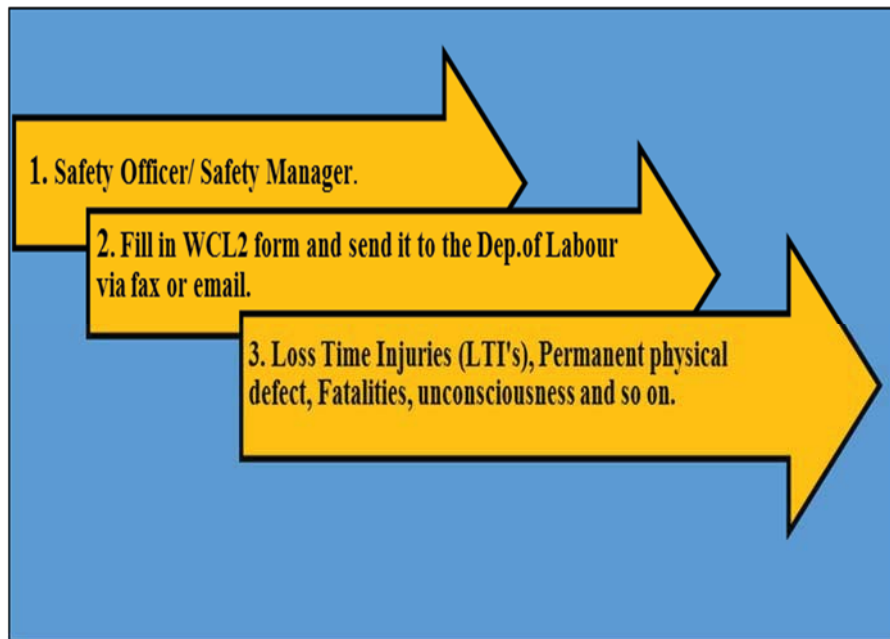 1. Safety Officer/ Safety Manager.
2. Fill in WCL2 form and send it to the Dep.of Labour
via fax or email.
3. Loss Time Injuries (LTI's), Permanent physical
defect, Fatalities, unconsciousness and so on.